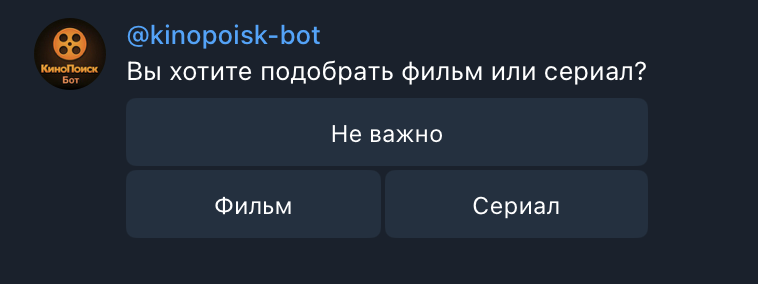 @kinopoisk-bot
КиноПоиск
Бот
Вы хотите подобрать фильм или сериал?
Не важно
Фильм
Сериал